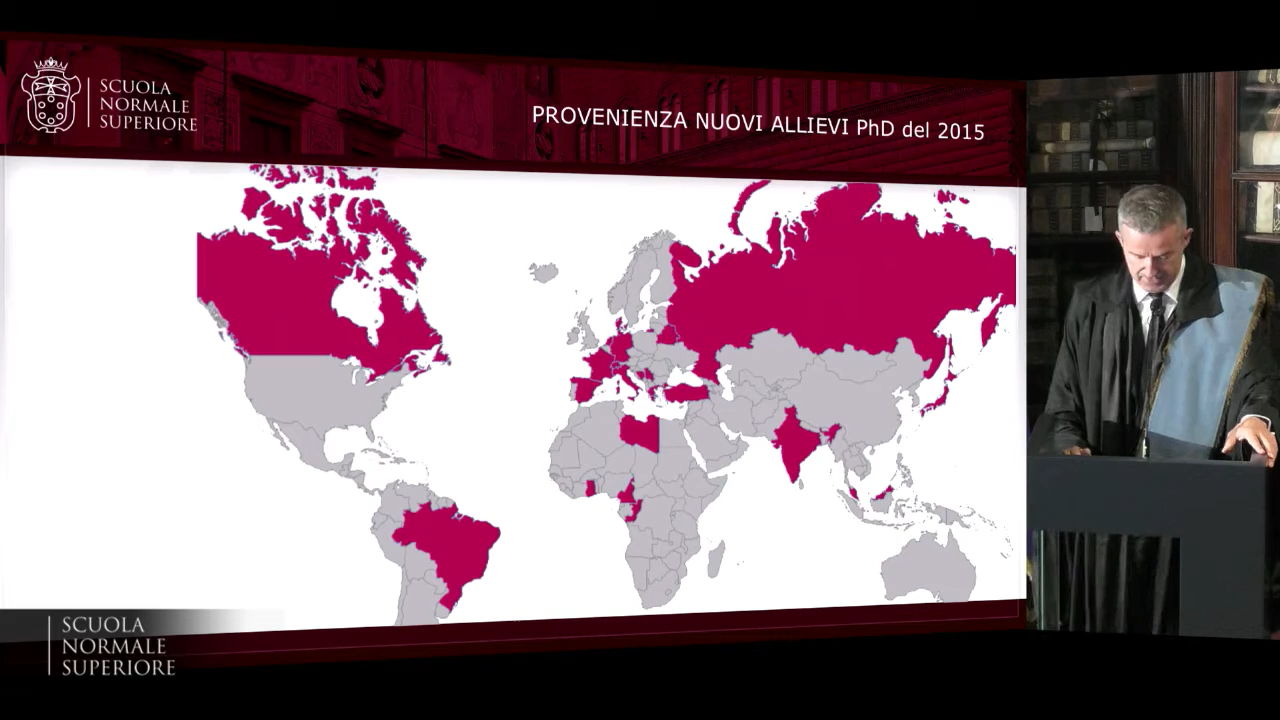 SCUOLA
NORMALE
SUPERIORE
PROVENIENZA NUOVI ALLIEVI PhD del 2015
SCUOLA
NORMALE
SUPERIORE